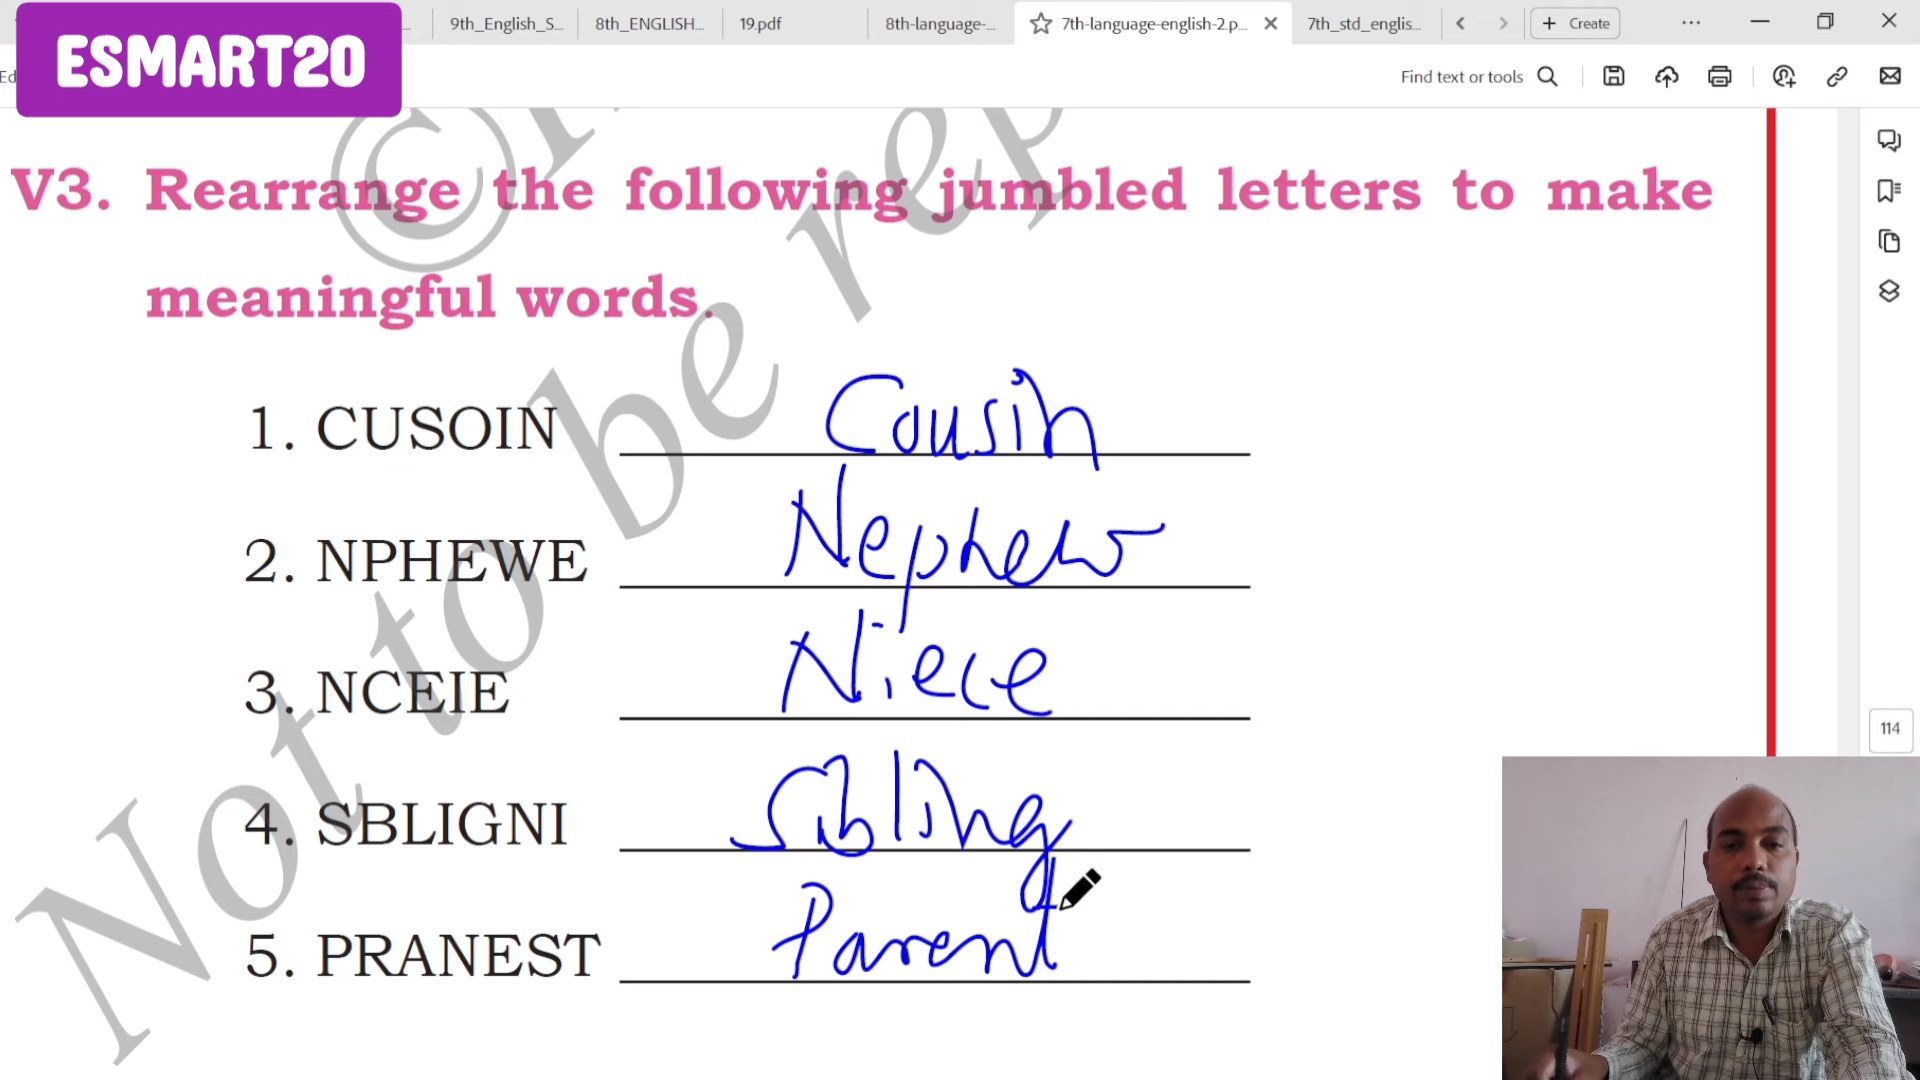 ESMART20
9th_English_S... 8th_ENGLISH... 19.pdf 8th-language-... 7th-language-english-2.p... 7th_std_englis... Create
Find text or tools
V3. Rearrange the following jumbled letters to make
meaningful words.
1. CUSOIN Cousin
2. NPHEWE Nephew
3. NCEIE Niece
4. SBLIGNI Sibling
5. PRANEST Parent
Not to be rep
114